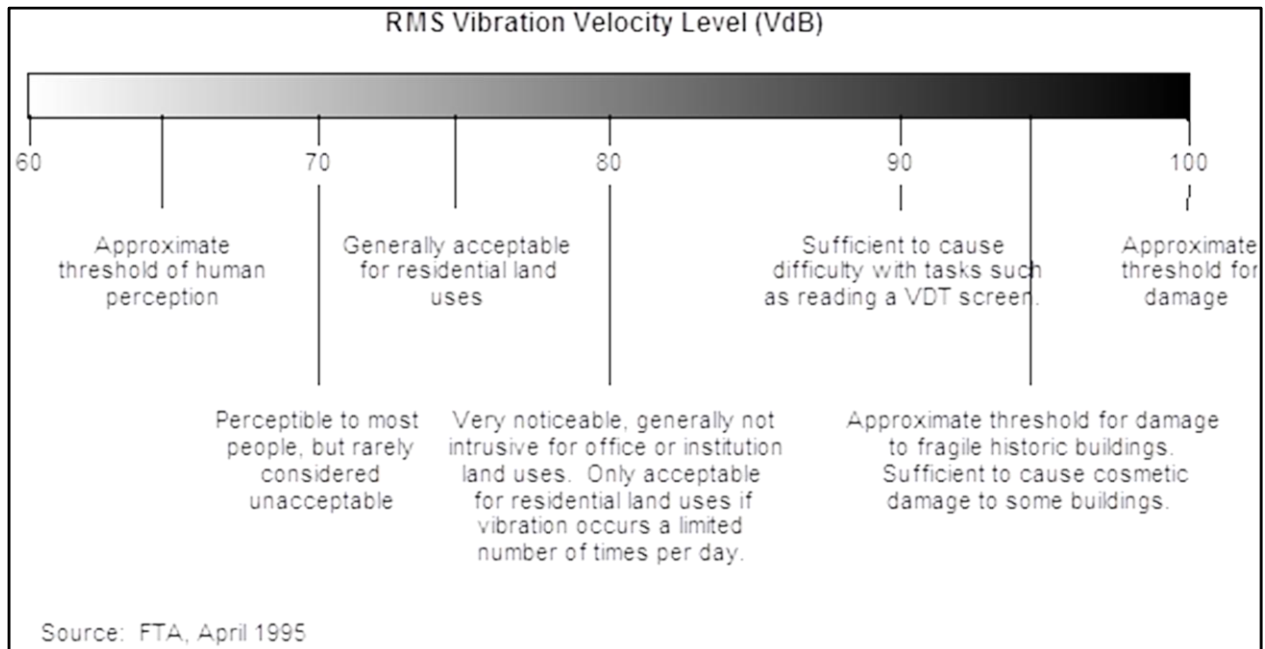 RMS Vibration Velocity Level (VdB)
60
70
80
90
100
Approximate
threshold of human
perception
Generally acceptable
for residential land
uses
Sufficient to cause
difficulty with tasks such
as reading a VDT screen.
Approximate
threshold for
damage
Perceptible to most
people, but rarely
considered
unacceptable
Very noticeable, generally not
intrusive for office or institution
land uses.  Only acceptable
for residential land uses if
vibration occurs a limited
number of times per day.
Approximate threshold for damage
to fragile historic buildings.
Sufficient to cause cosmetic
damage to some buildings.
Source:  FTA, April 1995